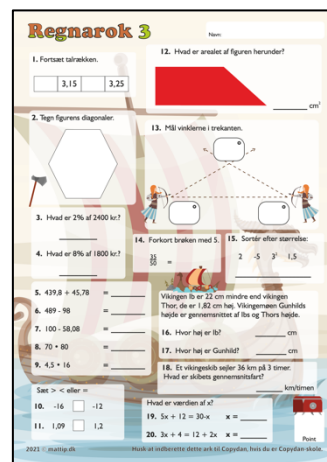 Regnarok 3
Navn:
1. Fortsæt talrækken.
3,15 3,25
2. Tegn figurens diagonaler.
3. Hvad er 2% af 2400 kr.?
4. Hvad er 8% af 1800 kr.?
5. 439,8 + 45,78 =
6. 489 - 98 =
7. 100 - 58,08 =
8. 70 • 80 =
9. 4,5 • 16 =
Sæt > < eller =
10. -16 -12
11. 1,09 1,2
12. Hvad er arealet af figuren herunder?
cm²
13. Mål vinklerne i trekanten.
14. Forkort brøken med 5.
35/50 =
15. Sortér efter størrelse:
2 -5 3² 1,5
Vikingen Ib er 22 cm mindre end vikingen
Thor, de er 1,82 cm høj. Vikingemøen Gunhilds
højde er gennemsnittet af Ibs og Thors højde.
16. Hvor høj er Ib? cm
17. Hvor høj er Gunhild? cm
18. Et vikingeskib sejler 36 km på 3 timer.
Hvad er skibets gennemsnitsfart?
km/timen
Hvad er værdien af x?
19. 5x + 12 = 30-x x =
20. 3x + 4 = 12 + 2x x =
Point
2021 © mattip.dk
Husk at indberette dette ark til Copydan, hvis du er Copydan-skole.